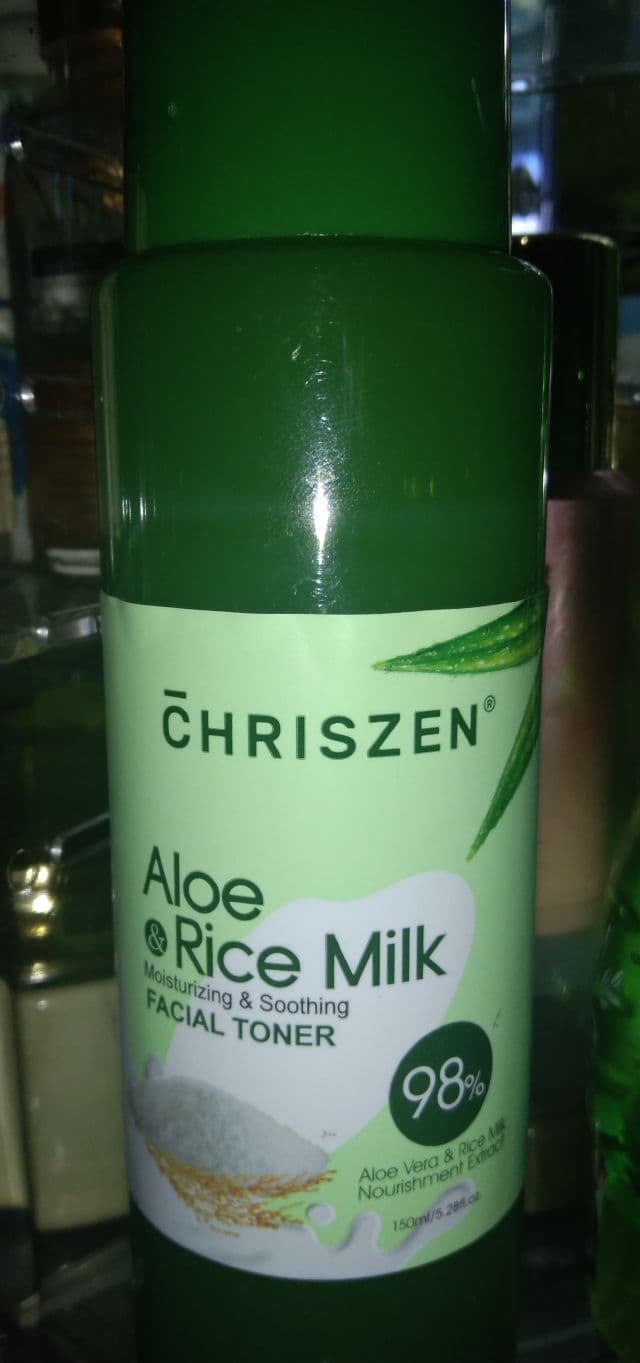 CHRISZEN®
Aloe
& Rice Milk
Moisturizing & Soothing
FACIAL TONER
98%
Aloe Vera & Rice Milk
Nourishment Extract
150ml/5.28fl.oz